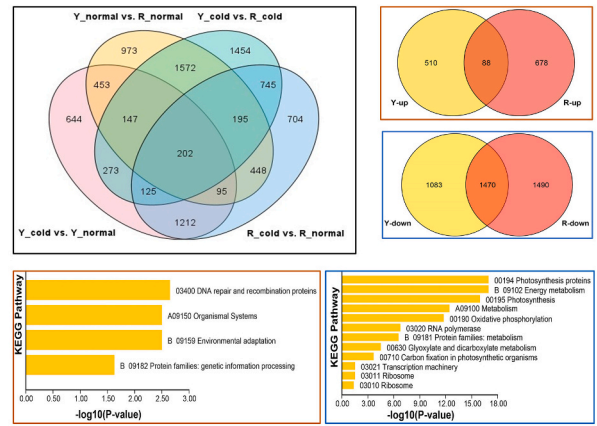 Y_normal vs. R_normal
Y_cold vs. R_cold
973
1454
1572
453
745
644
147
195
704
202
273
448
125
95
1212
Y_cold vs. Y_normal
R_cold vs. R_normal
510
88
678
Y-up
R-up
1083
1470
1490
Y-down
R-down
KEGG Pathway
03400 DNA repair and recombination proteins
A09150 Organismal Systems
B 09159 Environmental adaptation
B 09182 Protein families: genetic information processing
0.00 0.50 1.00 1.50 2.00 2.50 3.00
-log10(P-value)
KEGG Pathway
00194 Photosynthesis proteins
B 09102 Energy metabolism
00195 Photosynthesis
A09100 Metabolism
00190 Oxidative phosphorylation
03020 RNA polymerase
B 09181 Protein families: metabolism
00630 Glyoxylate and dicarboxylate metabolism
00710 Carbon fixation in photosynthetic organisms
03021 Transcription machinery
03011 Ribosome
03010 Ribosome
0.00 3.00 6.00 9.00 12.00 15.00 18.00
-log10(P-value)